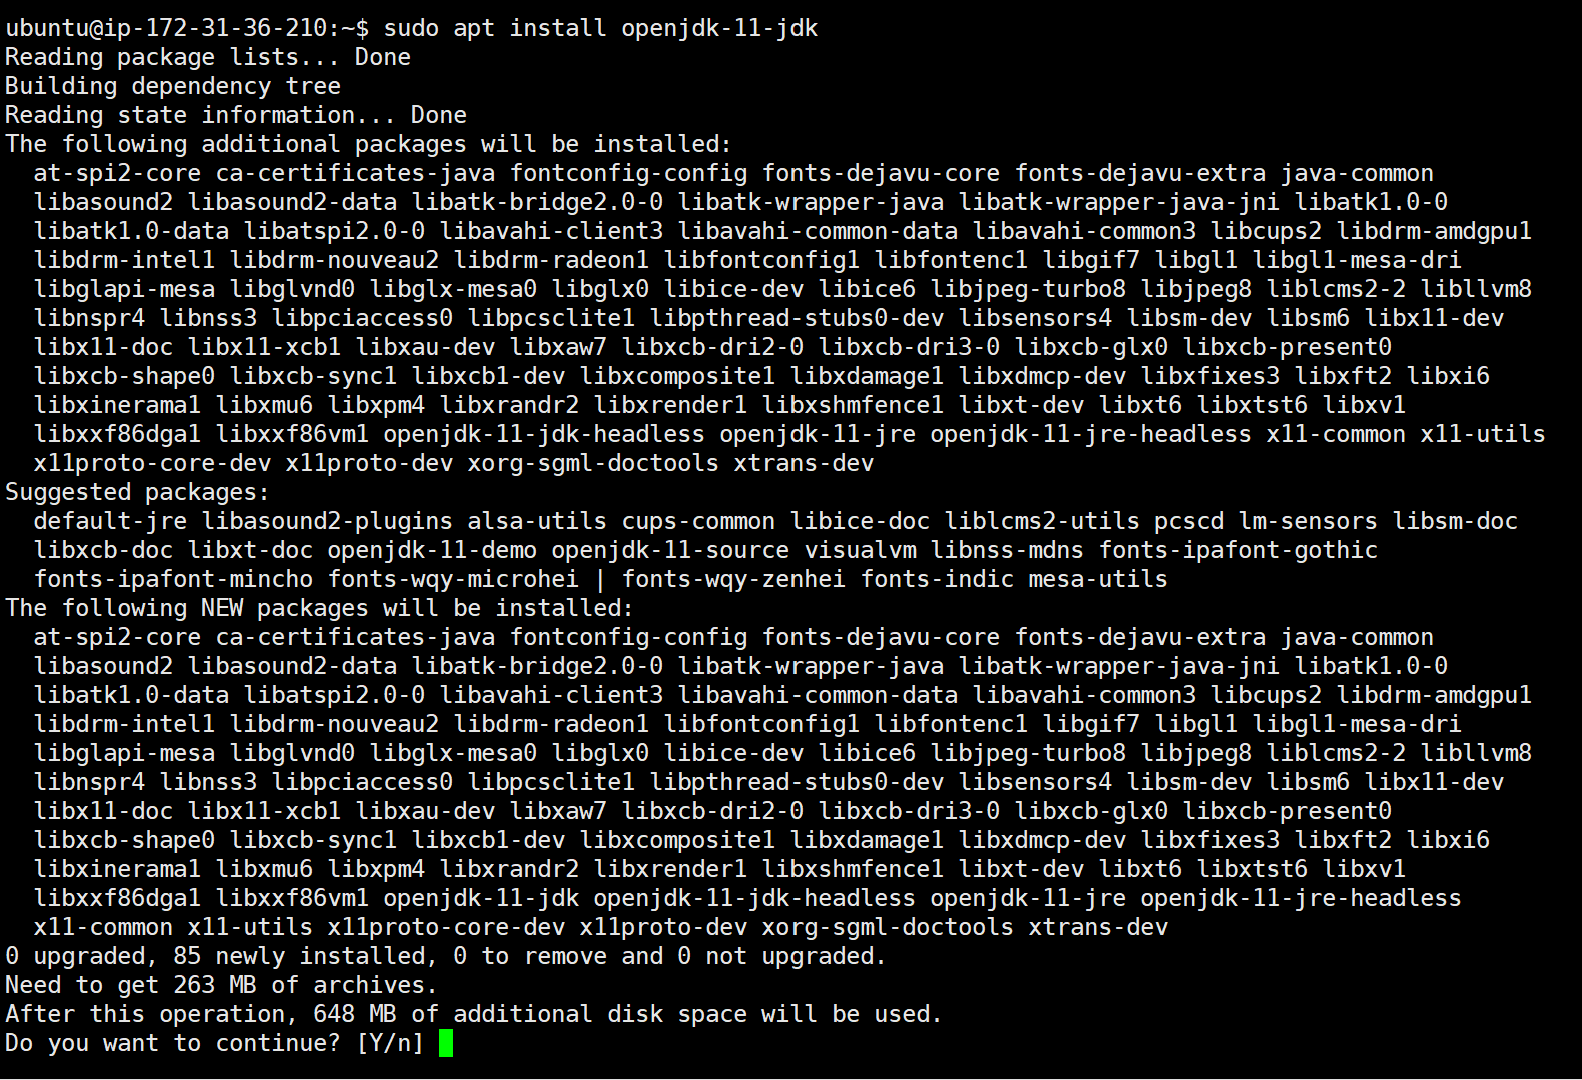 ubuntu@ip-172-31-36-210:~$ sudo apt install openjdk-11-jdk
Reading package lists... Done
Building dependency tree
Reading state information... Done
The following additional packages will be installed:
  at-spi2-core ca-certificates-java fontconfig-config fonts-dejavu-core fonts-dejavu-extra java-common
  libasound2 libasound2-data libatk-bridge2.0-0 libatk-wrapper-java libatk-wrapper-java-jni libatk1.0-0
  libatk1.0-data libatspi2.0-0 libavahi-client3 libavahi-common-data libavahi-common3 libcups2 libdrm-amdgpu1
  libdrm-intel1 libdrm-nouveau2 libdrm-radeon1 libfontconfig1 libfontenc1 libgif7 libgl1 libgl1-mesa-dri
  libglapi-mesa libglvnd0 libglx-mesa0 libglx0 libice-dev libice6 libjpeg-turbo8 libjpeg8 liblcms2-2 libllvm8
  libnspr4 libnss3 libpciaccess0 libpcsclite1 libpthread-stubs0-dev libsensors4 libsm-dev libsm6 libx11-dev
  libx11-doc libx11-xcb1 libxau-dev libxaw7 libxcb-dri2-0 libxcb-dri3-0 libxcb-glx0 libxcb-present0
  libxcb-shape0 libxcb-sync1 libxcb1-dev libxcomposite1 libxdamage1 libxdmcp-dev libxfixes3 libxft2 libxi6
  libxinerama1 libxmu6 libxpm4 libxrandr2 libxrender1 libxshmfence1 libxt-dev libxt6 libxtst6 libxv1
  libxxf86dga1 libxxf86vm1 openjdk-11-jdk-headless openjdk-11-jre openjdk-11-jre-headless x11-common x11-utils
  x11proto-core-dev x11proto-dev xorg-sgml-doctools xtrans-dev
Suggested packages:
  default-jre libasound2-plugins alsa-utils cups-common libice-doc liblcms2-utils pcscd lm-sensors libsm-doc
  libxcb-doc libxt-doc openjdk-11-demo openjdk-11-source visualvm libnss-mdns fonts-ipafont-gothic
  fonts-ipafont-mincho fonts-wqy-microhei | fonts-wqy-zenhei fonts-indic mesa-utils
The following NEW packages will be installed:
  at-spi2-core ca-certificates-java fontconfig-config fonts-dejavu-core fonts-dejavu-extra java-common
  libasound2 libasound2-data libatk-bridge2.0-0 libatk-wrapper-java libatk-wrapper-java-jni libatk1.0-0
  libatk1.0-data libatspi2.0-0 libavahi-client3 libavahi-common-data libavahi-common3 libcups2 libdrm-amdgpu1
  libdrm-intel1 libdrm-nouveau2 libdrm-radeon1 libfontconfig1 libfontenc1 libgif7 libgl1 libgl1-mesa-dri
  libglapi-mesa libglvnd0 libglx-mesa0 libglx0 libice-dev libice6 libjpeg-turbo8 libjpeg8 liblcms2-2 libllvm8
  libnspr4 libnss3 libpciaccess0 libpcsclite1 libpthread-stubs0-dev libsensors4 libsm-dev libsm6 libx11-dev
  libx11-doc libx11-xcb1 libxau-dev libxaw7 libxcb-dri2-0 libxcb-dri3-0 libxcb-glx0 libxcb-present0
  libxcb-shape0 libxcb-sync1 libxcb1-dev libxcomposite1 libxdamage1 libxdmcp-dev libxfixes3 libxft2 libxi6
  libxinerama1 libxmu6 libxpm4 libxrandr2 libxrender1 libxshmfence1 libxt-dev libxt6 libxtst6 libxv1
  libxxf86dga1 libxxf86vm1 openjdk-11-jdk openjdk-11-jdk-headless openjdk-11-jre openjdk-11-jre-headless
  x11-common x11-utils x11proto-core-dev x11proto-dev xorg-sgml-doctools xtrans-dev
0 upgraded, 85 newly installed, 0 to remove and 0 not upgraded.
Need to get 263 MB of archives.
After this operation, 648 MB of additional disk space will be used.
Do you want to continue? [Y/n]